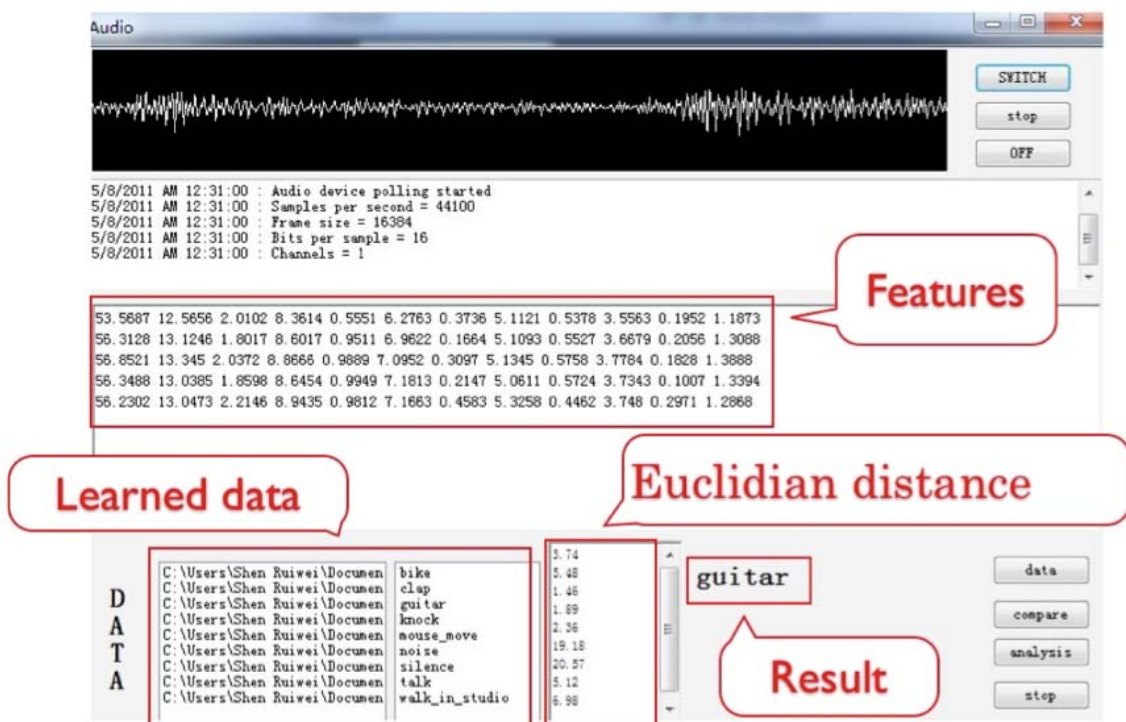 Audio
SWITCH
stop
OFF
5/8/2011 AM 12:31:00 : Audio device polling started
5/8/2011 AM 12:31:00 : Samples per second = 44100
5/8/2011 AM 12:31:00 : Frame size = 16384
5/8/2011 AM 12:31:00 : Bits per sample = 16
5/8/2011 AM 12:31:00 : Channels = 1
Features
53.5687 12.5656 2.0102 8.3614 0.5551 6.2763 0.3736 5.1121 0.5378 3.5563 0.1952 1.1873
56.3128 13.1246 1.8017 8.6017 0.9511 6.9622 0.1664 5.1093 0.5527 3.6679 0.2056 1.3088
56.8521 13.345 2.0372 8.8666 0.9889 7.0952 0.3097 5.1345 0.5758 3.7784 0.1828 1.3888
56.3488 13.0385 1.8598 8.6454 0.9949 7.1813 0.2147 5.0611 0.5724 3.7343 0.1007 1.3394
56.2302 13.0473 2.2146 8.9435 0.9812 7.1663 0.4583 5.3258 0.4462 3.748 0.2971 1.2868
Learned data
Euclidian distance
DATA
C:\Users\Shen Ruiwei\Documen bike
C:\Users\Shen Ruiwei\Documen clap
C:\Users\Shen Ruiwei\Documen guitar
C:\Users\Shen Ruiwei\Documen knock
C:\Users\Shen Ruiwei\Documen mouse_move
C:\Users\Shen Ruiwei\Documen noise
C:\Users\Shen Ruiwei\Documen silence
C:\Users\Shen Ruiwei\Documen talk
C:\Users\Shen Ruiwei\Documen walk_in_studio
5.48
1.46
1.89
2.36
19.18
20.57
5.12
6.98
guitar
Result
data
compare
analysis
stop